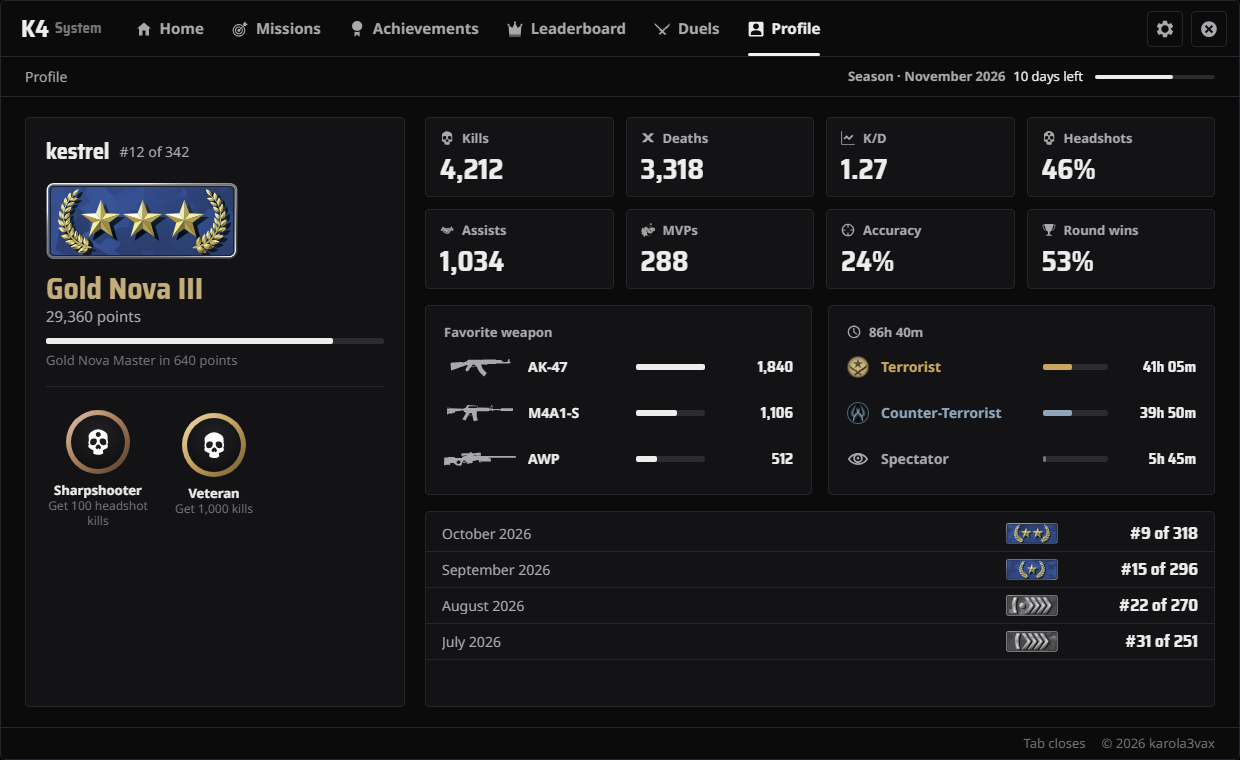 K4 System Home Missions Achievements Leaderboard Duels Profile
Profile
Season · November 2026 10 days left
kestrel #12 of 342
Gold Nova III
29,360 points
Gold Nova Master in 640 points
Sharpshooter
Get 100 headshot
kills
Veteran
Get 1,000 kills
Kills
4,212
Deaths
3,318
K/D
1.27
Headshots
46%
Assists
1,034
MVPs
288
Accuracy
24%
Round wins
53%
Favorite weapon
AK-47 1,840
M4A1-S 1,106
AWP 512
86h 40m
Terrorist 41h 05m
Counter-Terrorist 39h 50m
Spectator 5h 45m
October 2026 #9 of 318
September 2026 #15 of 296
August 2026 #22 of 270
July 2026 #31 of 251
Tab closes © 2026 karola3vax